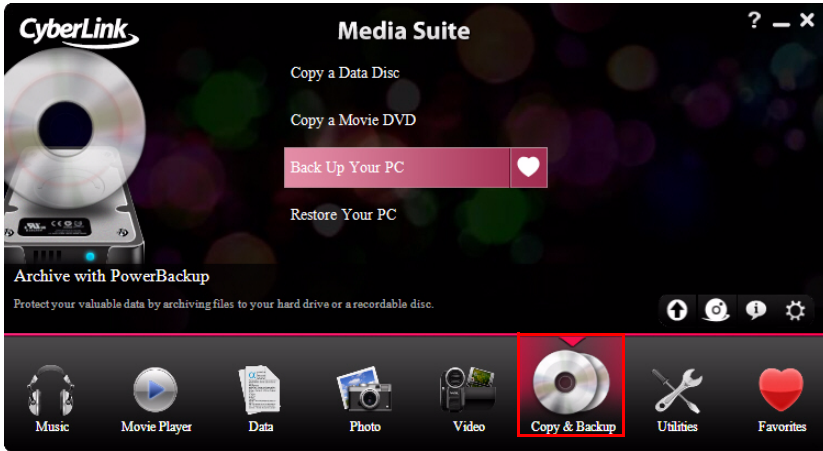 CyberLink
Media Suite
?
Copy a Data Disc
Copy a Movie DVD
Back Up Your PC
Restore Your PC
Archive with PowerBackup
Protect your valuable data by archiving files to your hard drive or a recordable disc.
Music
Movie Player
Data
Photo
Video
Copy & Backup
Utilities
Favorites